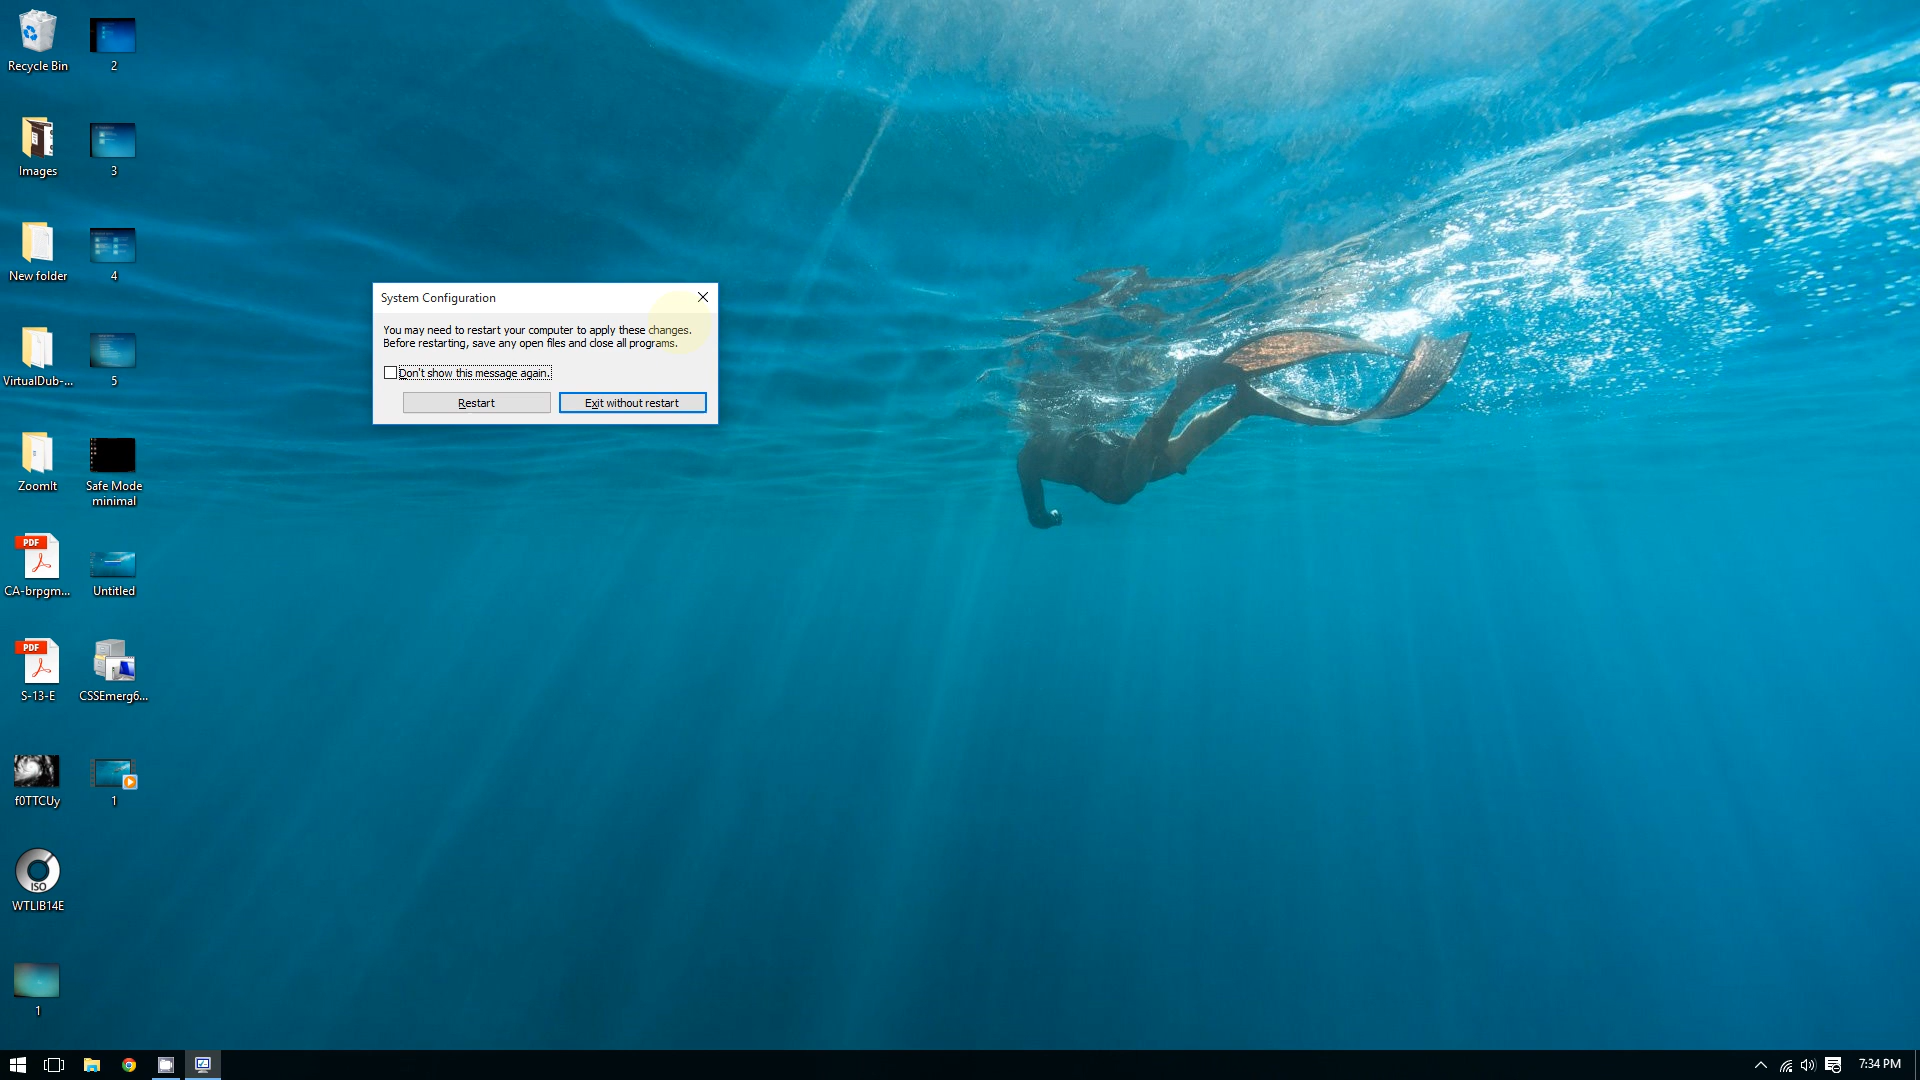 Recycle Bin
2
Images
3
New folder
4
VirtualDub-...
5
ZoomIt
Safe Mode
minimal
PDF
CA-brpgm...
Untitled
PDF
S-13-E
CSSEmerg6...
f0TTCUy
1
ISO
WTLIB14E
1
System Configuration
You may need to restart your computer to apply these changes.
Before restarting, save any open files and close all programs.
Don't show this message again.
Restart
Exit without restart
7:34 PM